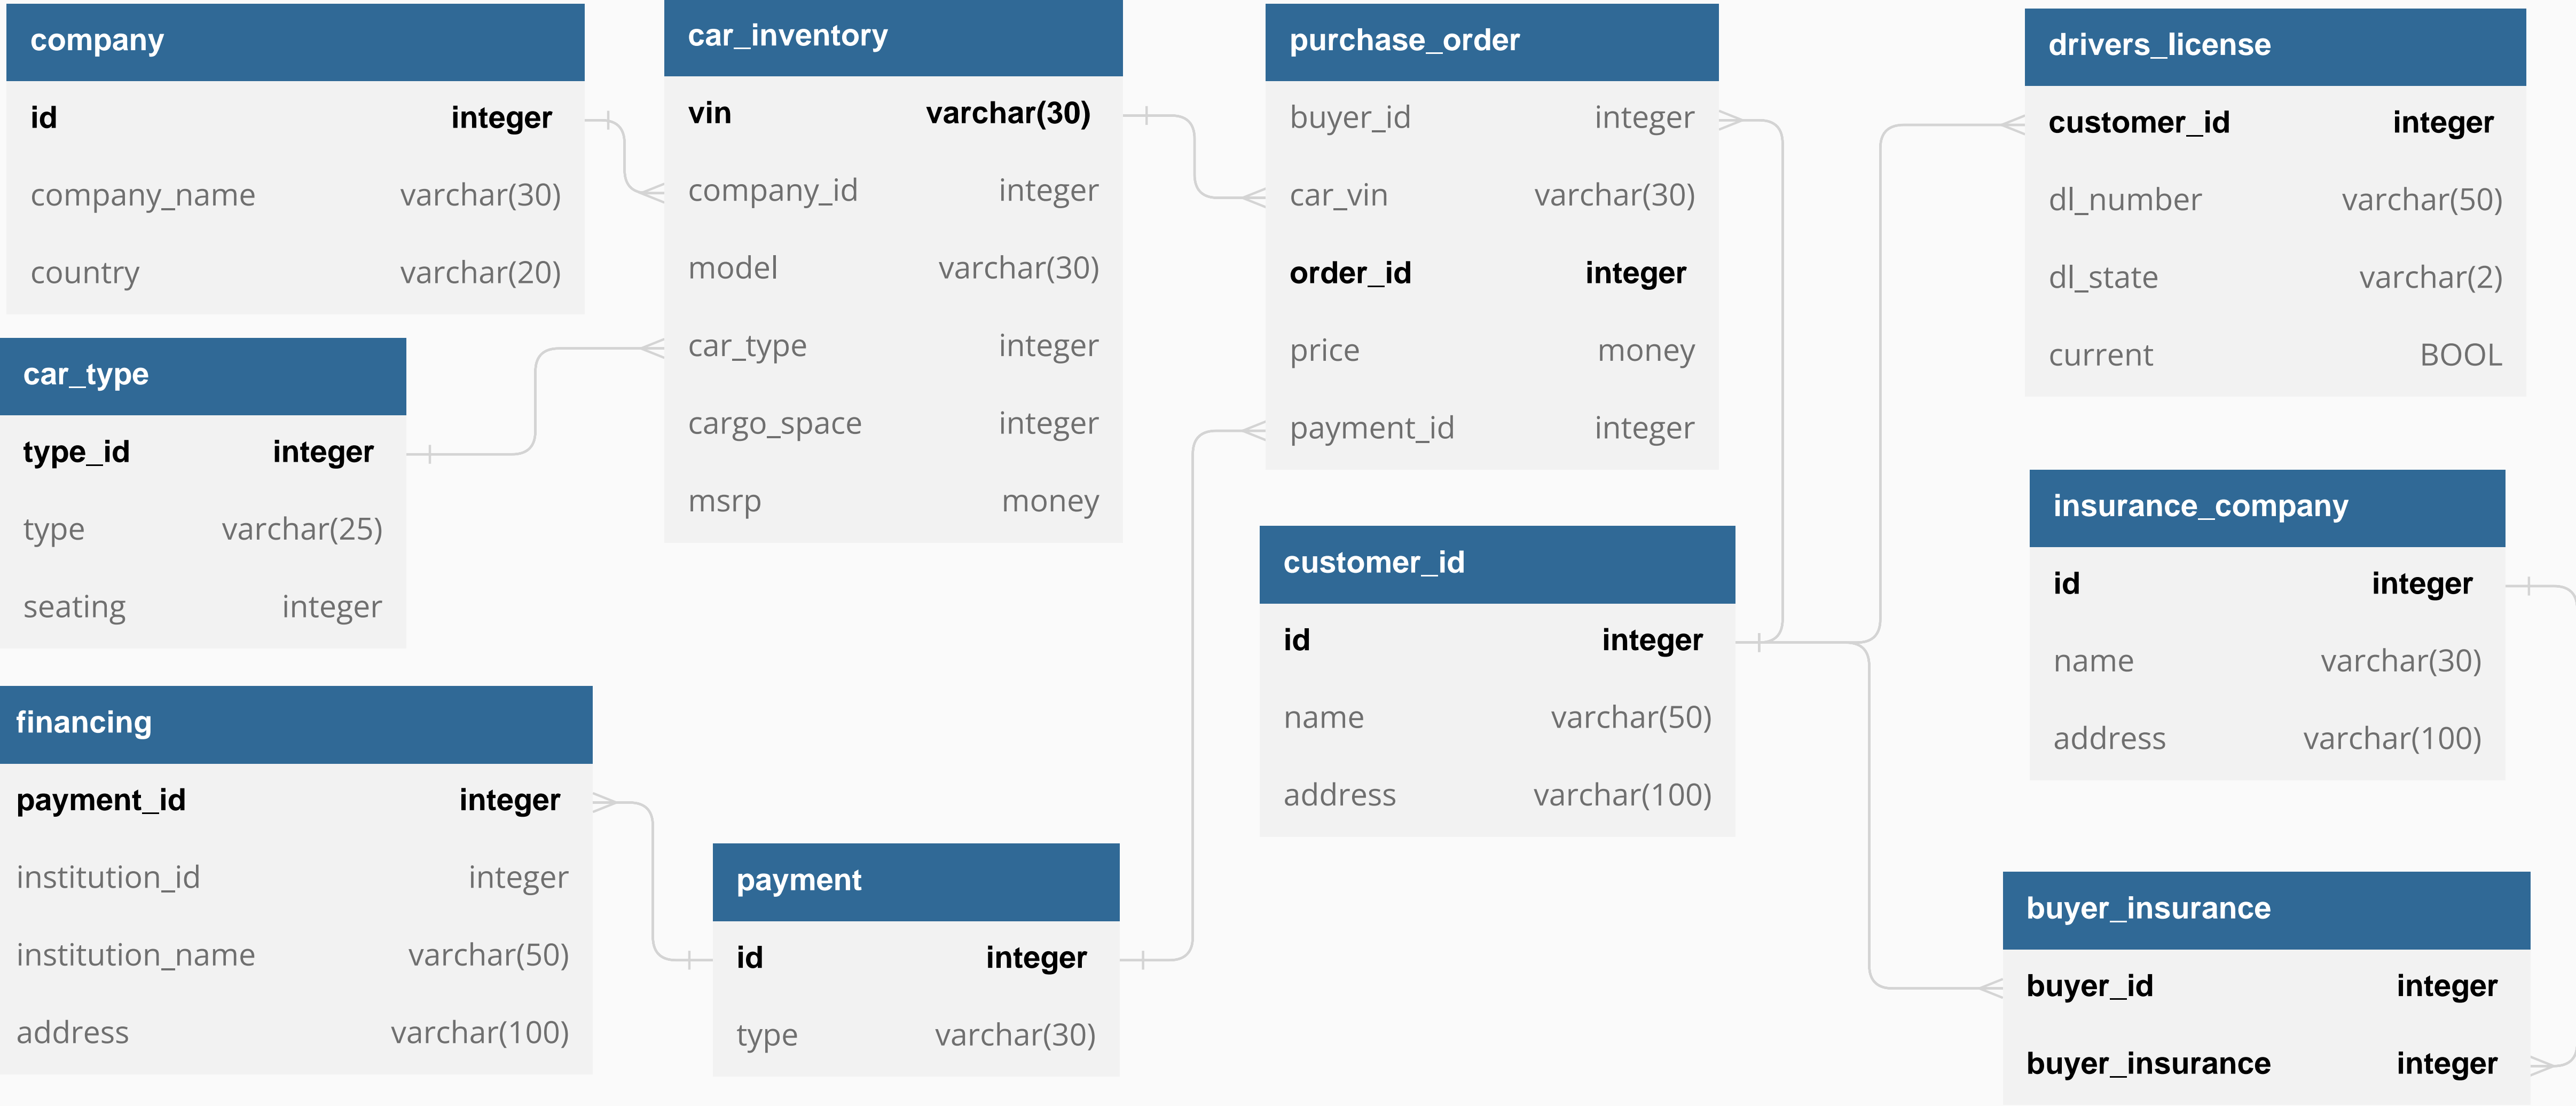 company
id integer
company_name varchar(30)
country varchar(20)
car_type
type_id integer
type varchar(25)
seating integer
financing
payment_id integer
institution_id integer
institution_name varchar(50)
address varchar(100)
car_inventory
vin varchar(30)
company_id integer
model varchar(30)
car_type integer
cargo_space integer
msrp money
payment
id integer
type varchar(30)
purchase_order
buyer_id integer
car_vin varchar(30)
order_id integer
price money
payment_id integer
customer_id
id integer
name varchar(50)
address varchar(100)
drivers_license
customer_id integer
dl_number varchar(50)
dl_state varchar(2)
current BOOL
insurance_company
id integer
name varchar(30)
address varchar(100)
buyer_insurance
buyer_id integer
buyer_insurance integer